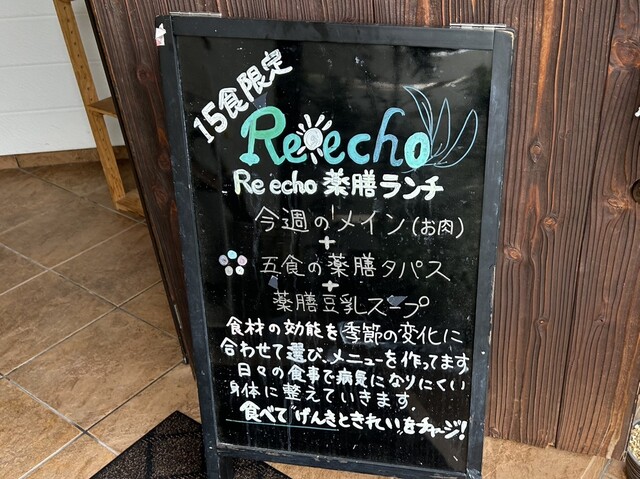 15食限定
Re echo
Re echo 薬膳ランチ
今週のメイン(お肉)
+
五食の薬膳タパス
+
薬膳豆乳スープ
食材の効能を季節の変化に
合わせて選び、メニューを作ってます。
日々の食事で病気になりにくい
身体に整えていきます。
食べて げんきときれいをチャージ!